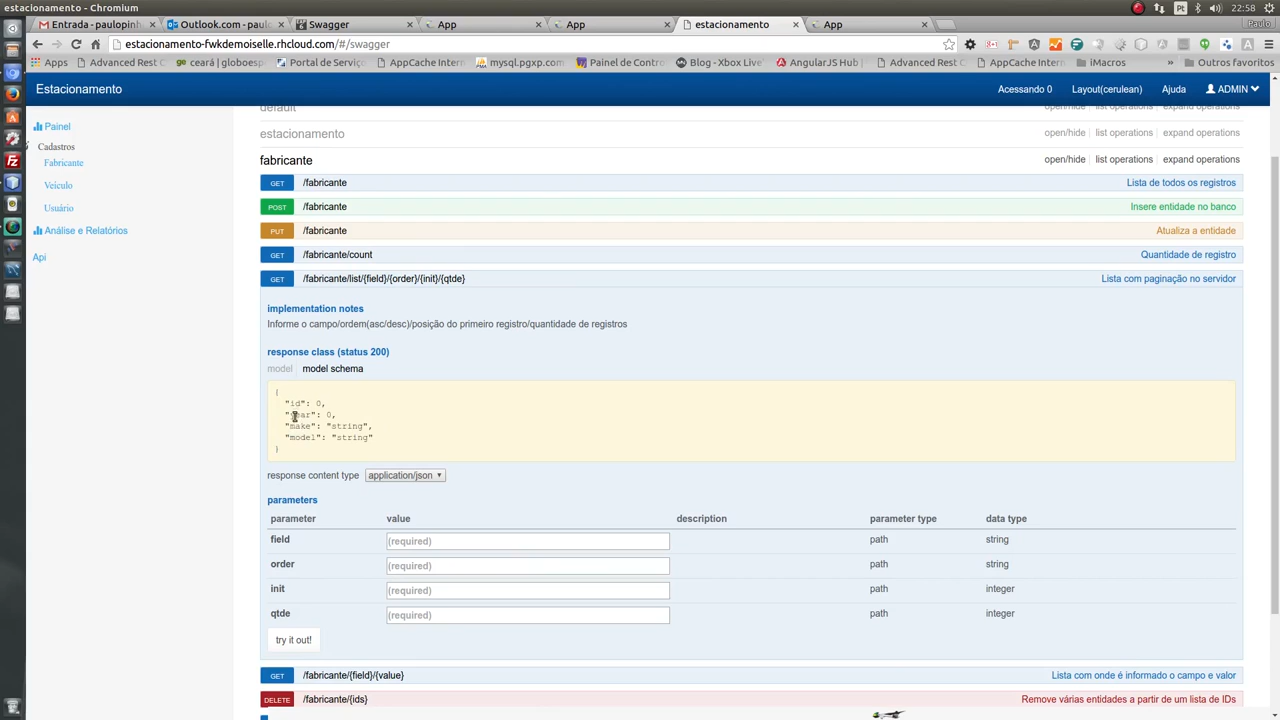 estacionamento - Chromium
Pt
22:58
Entrada - paulopinh
Outlook.com - paulo
Swagger
App
App
estacionamento
App
Paulo
estacionamento-fwkdemoiselle.rhcloud.com/#/swagger
Apps
Advanced Rest C
ceará | globoesp
Portal de Serviç
AppCache Intern
mysql.pgxp.com
Painel de Contro
Blog - Xbox Live'
AngularJS Hub |
Advanced Rest C
AppCache Intern
iMacros
»
Outros favoritos
Estacionamento
Acessando 0
Layout(cerulean)
Ajuda
ADMIN
default
open/hide
list operations
expand operations
Painel
Cadastros
Fabricante
Veículo
Usuário
Análise e Relatórios
Api
estacionamento
open/hide
list operations
expand operations
fabricante
open/hide
list operations
expand operations
GET
/fabricante
Lista de todos os registros
POST
/fabricante
Insere entidade no banco
PUT
/fabricante
Atualiza a entidade
GET
/fabricante/count
Quantidade de registro
GET
/fabricante/list/{field}/{order}/{init}/{qtde}
Lista com paginação no servidor
implementation notes
Informe o campo/ordem(asc/desc)/posição do primeiro registro/quantidade de registros
response class (status 200)
model
model schema
{
"id": 0,
"year": 0,
"make": "string",
"model": "string"
}
response content type
application/json
parameters
parameter
value
description
parameter type
data type
field
(required)
path
string
order
(required)
path
string
init
(required)
path
integer
qtde
(required)
path
integer
try it out!
GET
/fabricante/{field}/{value}
Lista com onde é informado o campo e valor
DELETE
/fabricante/{ids}
Remove várias entidades a partir de um lista de IDs